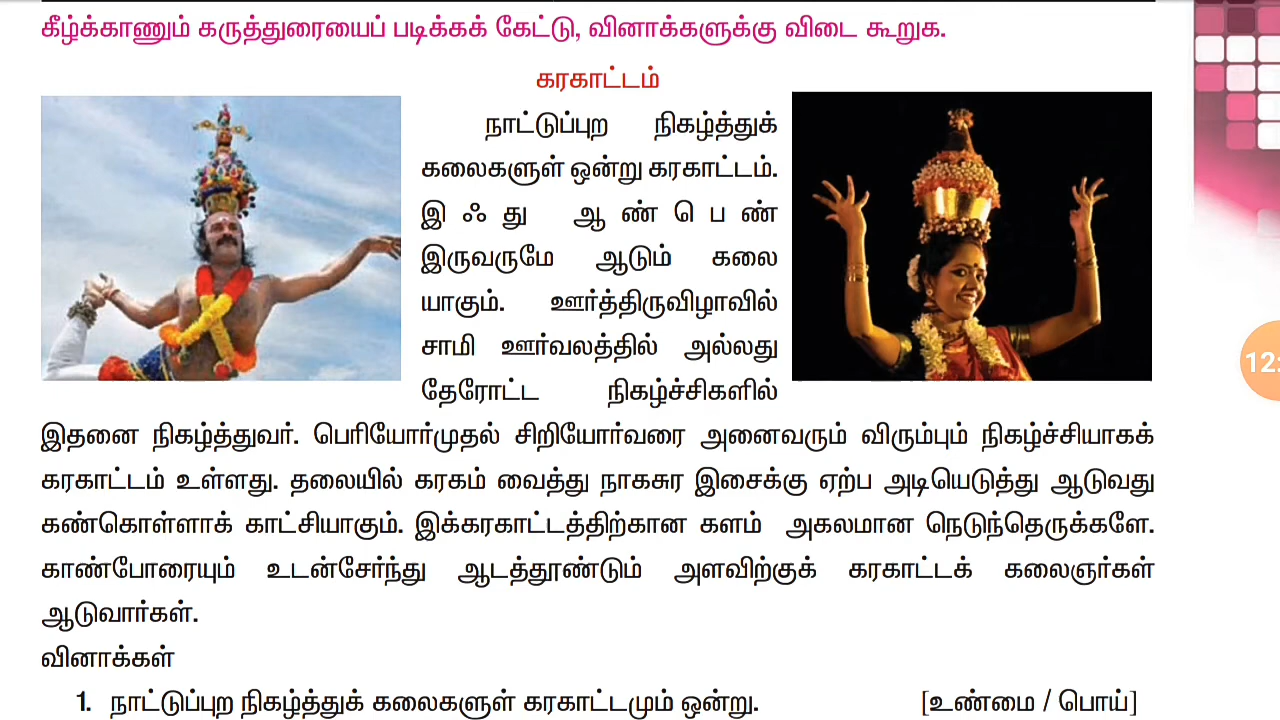 கீழ்க்காணும் கருத்துரையைப் படிக்கக் கேட்டு, வினாக்களுக்கு விடை கூறுக.
கரகாட்டம்
நாட்டுப்புற நிகழ்த்துக்
கலைகளுள் ஒன்று கரகாட்டம்.
இஃது ஆண்பெண்
இருவருமே ஆடும் கலை
யாகும். ஊர்த்திருவிழாவில்
சாமி ஊர்வலத்தில் அல்லது
தேரோட்ட நிகழ்ச்சிகளில்
இதனை நிகழ்த்துவர். பெரியோர்முதல் சிறியோர்வரை அனைவரும் விரும்பும் நிகழ்ச்சியாகக்
கரகாட்டம் உள்ளது. தலையில் கரகம் வைத்து நாகசுர இசைக்கு ஏற்ப அடியெடுத்து ஆடுவது
கண்கொள்ளாக் காட்சியாகும். இக்கரகாட்டத்திற்கான களம் அகலமான நெடுந்தெருக்களே.
காண்போரையும் உடன்சேர்ந்து ஆடத்தூண்டும் அளவிற்குக் கரகாட்டக் கலைஞர்கள்
ஆடுவார்கள்.
வினாக்கள்
1. நாட்டுப்புற நிகழ்த்துக் கலைகளுள் கரகாட்டமும் ஒன்று. [உண்மை / பொய்]
12: